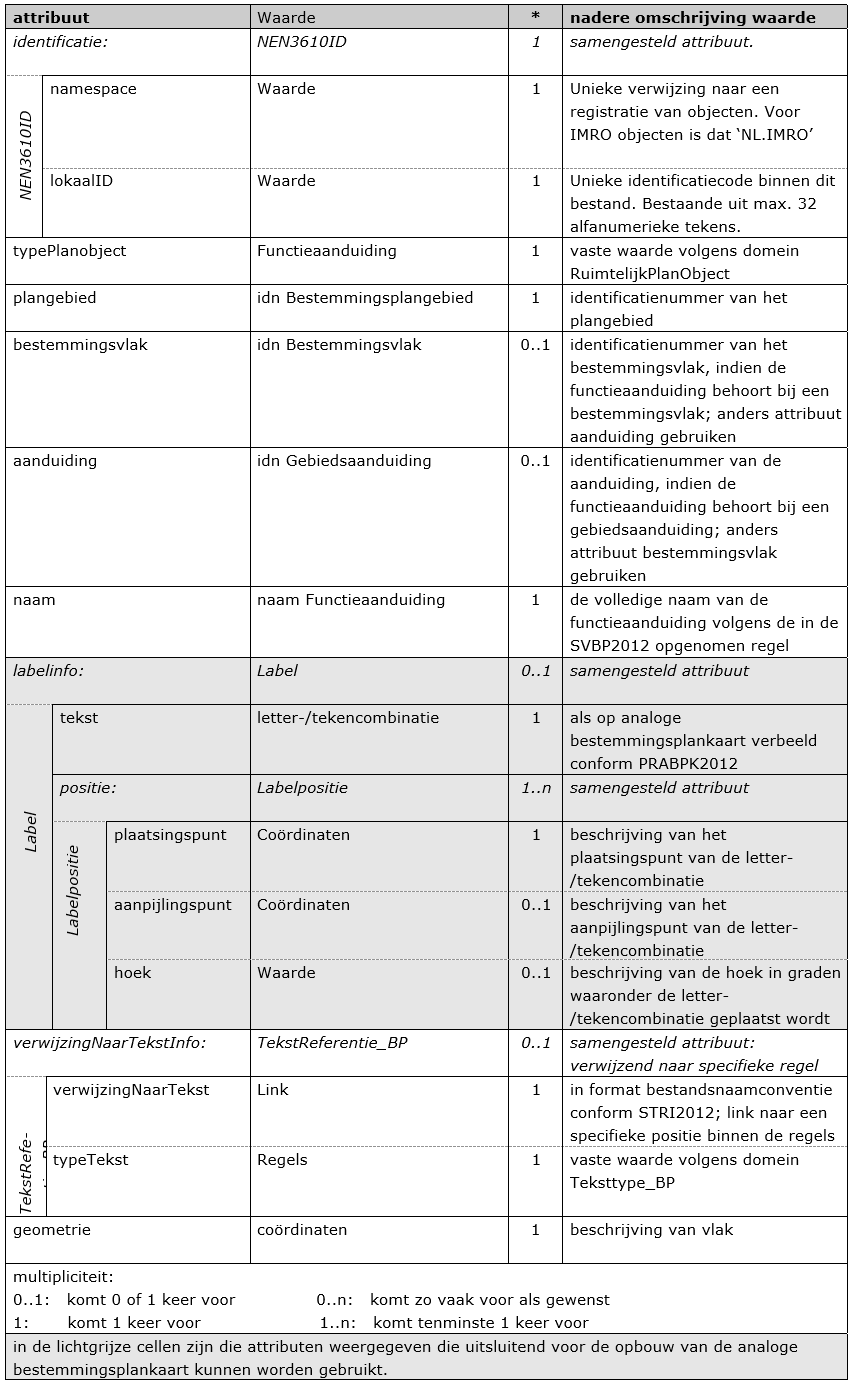 attribuut Waarde * nadere omschrijving waarde
identificatie: NEN3610ID 1 samengesteld attribuut.
NEN3610ID
namespace Waarde 1 Unieke verwijzing naar een
registratie van objecten. Voor
IMRO objecten is dat ‘NL.IMRO’
lokaalID Waarde 1 Unieke identificatiecode binnen dit
bestand. Bestaande uit max. 32
alfanumerieke tekens.
typePlanobject Functieaanduiding 1 vaste waarde volgens domein
RuimtelijkPlanObject
plangebied idn Bestemmingsplangebied 1 identificatienummer van het
plangebied
bestemmingsvlak idn Bestemmingsvlak 0..1 identificatienummer van het
bestemmingsvlak, indien de
functieaanduiding behoort bij een
bestemmingsvlak; anders attribuut
aanduiding gebruiken
aanduiding idn Gebiedsaanduiding 0..1 identificatienummer van de
aanduiding, indien de
functieaanduiding behoort bij een
gebiedsaanduiding; anders
attribuut bestemmingsvlak
gebruiken
naam naam Functieaanduiding 1 de volledige naam van de
functieaanduiding volgens de in de
SVBP2012 opgenomen regel
labelinfo: Label 0..1 samengesteld attribuut
Label
tekst letter-/tekencombinatie 1 als op analoge
bestemmingsplankaart verbeeld
conform PRABPK2012
positie: Labelpositie 1..n samengesteld attribuut
Labelpositie
plaatsingspunt Coördinaten 1 beschrijving van het
plaatsingspunt van de letter-
/tekencombinatie
aanpijlingspunt Coördinaten 0..1 beschrijving van het
aanpijlingspunt van de letter-
/tekencombinatie
hoek Waarde 0..1 beschrijving van de hoek in graden
waaronder de letter-
/tekencombinatie geplaatst wordt
verwijzingNaarTekstInfo: TekstReferentie_BP 0..1 samengesteld attribuut:
verwijzend naar specifieke regel
TekstRefe-
verwijzingNaarTekst Link 1 in format bestandsnaamconventie
conform STRI2012; link naar een
specifieke positie binnen de regels
typeTekst Regels 1 vaste waarde volgens domein
Teksttype_BP
geometrie coördinaten 1 beschrijving van vlak
multipliciteit:
0..1: komt 0 of 1 keer voor 0..n: komt zo vaak voor als gewenst
1: komt 1 keer voor 1..n: komt tenminste 1 keer voor
in de lichtgrijze cellen zijn die attributen weergegeven die uitsluitend voor de opbouw van de analoge
bestemmingsplankaart kunnen worden gebruikt.